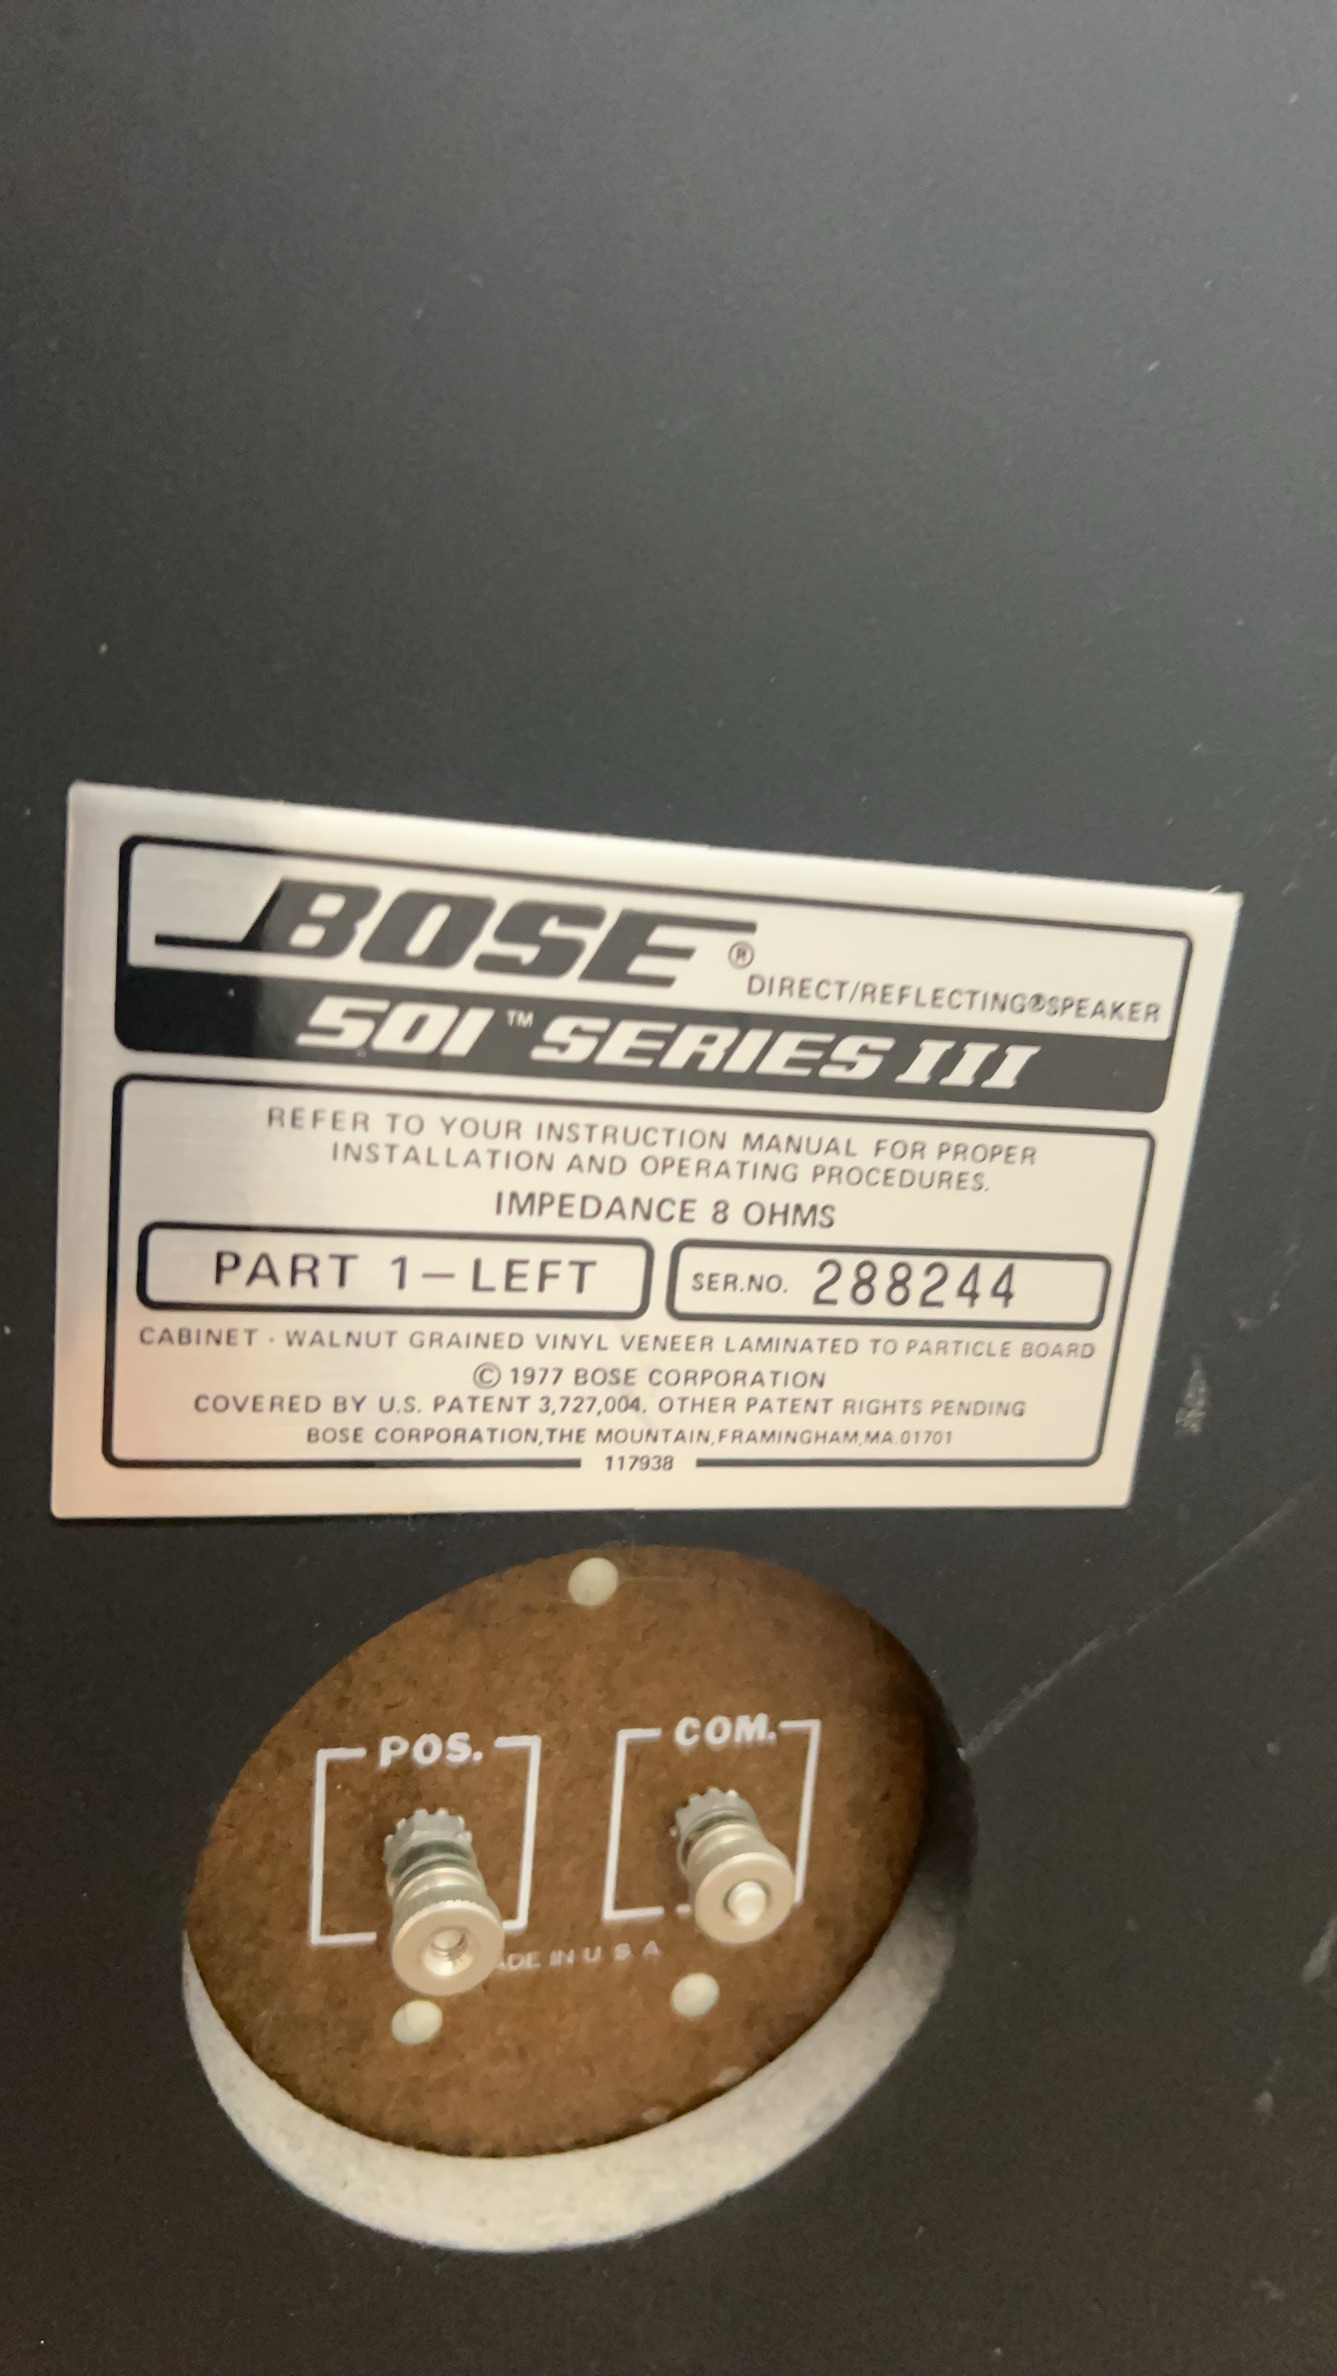 BOSE®
DIRECT/REFLECTING®SPEAKER
501™ SERIES III
REFER TO YOUR INSTRUCTION MANUAL FOR PROPER
INSTALLATION AND OPERATING PROCEDURES.
IMPEDANCE 8 OHMS
PART 1–LEFT
SER.NO. 288244
CABINET · WALNUT GRAINED VINYL VENEER LAMINATED TO PARTICLE BOARD
© 1977 BOSE CORPORATION
COVERED BY U.S. PATENT 3,727,004. OTHER PATENT RIGHTS PENDING
BOSE CORPORATION,THE MOUNTAIN,FRAMINGHAM,MA.01701
117938
POS.
COM.
IN U S A